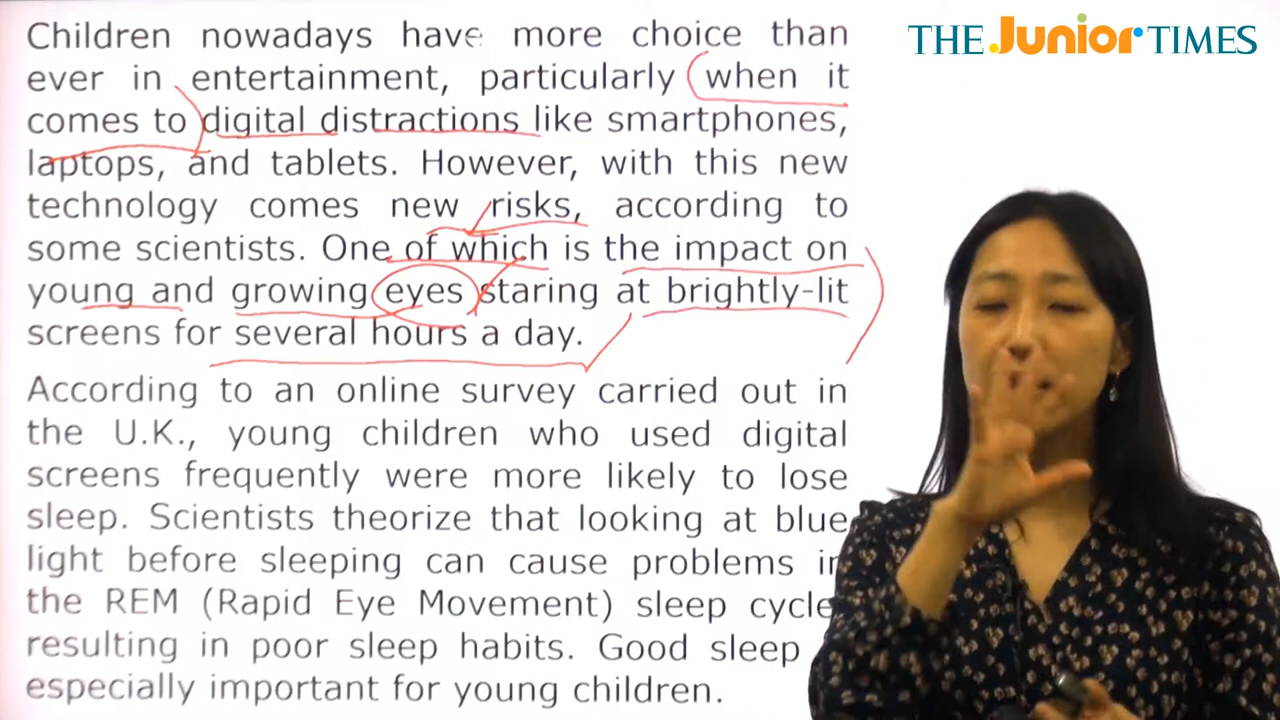 Children nowadays have more choice than
ever in entertainment, particularly when it
comes to digital distractions like smartphones,
laptops, and tablets. However, with this new
technology comes new risks, according to
some scientists. One of which is the impact on
young and growing eyes staring at brightly-lit
screens for several hours a day.
According to an online survey carried out in
the U.K., young children who used digital
screens frequently were more likely to lose
sleep. Scientists theorize that looking at blue
light before sleeping can cause problems in
the REM (Rapid Eye Movement) sleep cycle
resulting in poor sleep habits. Good sleep
especially important for young children.
THE Junior TIMES